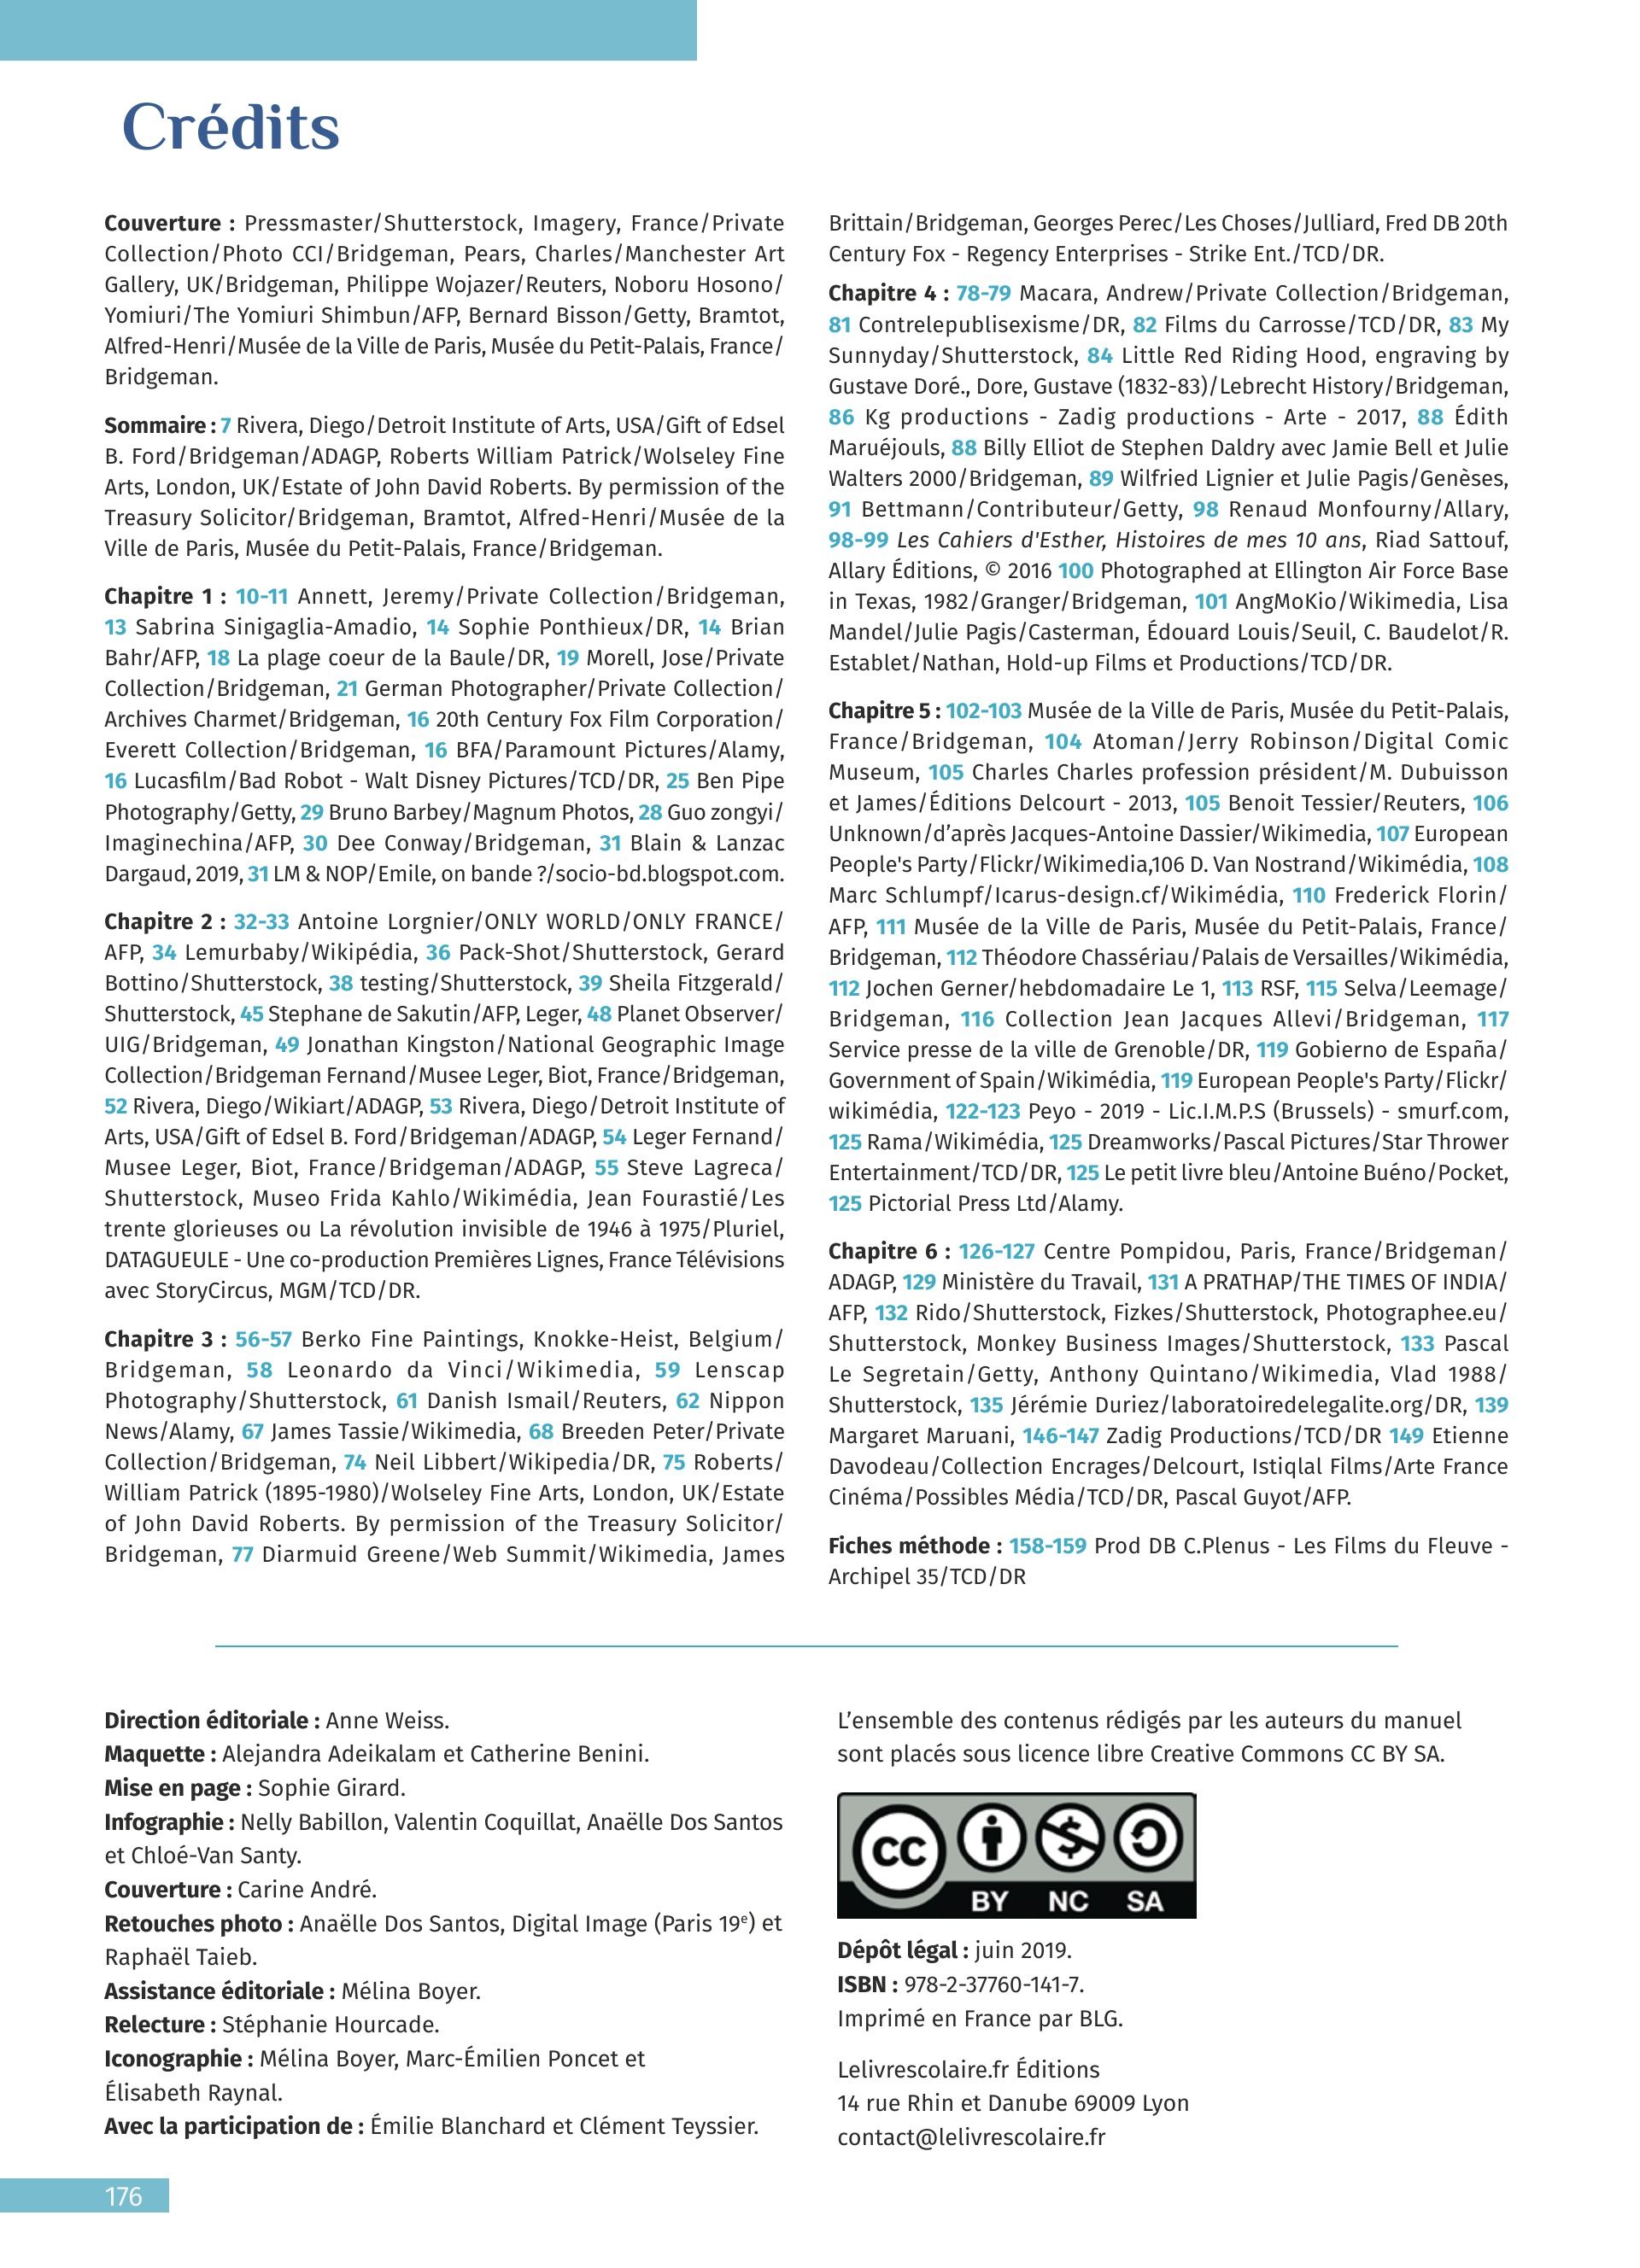 Crédits
Couverture : Pressmaster/Shutterstock, Imagery, France/Private
Collection/Photo CCI/Bridgeman, Pears, Charles/Manchester Art
Gallery, UK/Bridgeman, Philippe Wojazer/Reuters, Noboru Hosono/
Yomiuri/The Yomiuri Shimbun/AFP, Bernard Bisson/Getty, Bramtot,
Alfred-Henri/Musée de la Ville de Paris, Musée du Petit-Palais, France/
Bridgeman.
Sommaire : 7 Rivera, Diego/Detroit Institute of Arts, USA/Gift of Edsel
B. Ford/Bridgeman/ADAGP, Roberts William Patrick/Wolseley Fine
Arts, London, UK/Estate of John David Roberts. By permission of the
Treasury Solicitor/Bridgeman, Bramtot, Alfred-Henri/Musée de la
Ville de Paris, Musée du Petit-Palais, France/Bridgeman.
Chapitre 1 : 10-11 Annett, Jeremy/Private Collection/Bridgeman,
13 Sabrina Sinigaglia-Amadio, 14 Sophie Ponthieux/DR, 14 Brian
Bahr/AFP, 18 La plage coeur de la Baule/DR, 19 Morell, Jose/Private
Collection/Bridgeman, 21 German Photographer/Private Collection/
Archives Charmet/Bridgeman, 16 20th Century Fox Film Corporation/
Everett Collection/Bridgeman, 16 BFA/Paramount Pictures/Alamy,
16 Lucasfilm/Bad Robot - Walt Disney Pictures/TCD/DR, 25 Ben Pipe
Photography/Getty, 29 Bruno Barbey/Magnum Photos, 28 Guo zongyi/
Imaginechina/AFP, 30 Dee Conway/Bridgeman, 31 Blain & Lanzac
Dargaud, 2019, 31 LM & NOP/Emile, on bande ?/socio-bd.blogspot.com.
Chapitre 2 : 32-33 Antoine Lorgnier/ONLY WORLD/ONLY FRANCE/
AFP, 34 Lemurbaby/Wikipédia, 36 Pack-Shot/Shutterstock, Gerard
Bottino/Shutterstock, 38 testing/Shutterstock, 39 Sheila Fitzgerald/
Shutterstock, 45 Stephane de Sakutin/AFP, Leger, 48 Planet Observer/
UIG/Bridgeman, 49 Jonathan Kingston/National Geographic Image
Collection/Bridgeman Fernand/Musee Leger, Biot, France/Bridgeman,
52 Rivera, Diego/Wikiart/ADAGP, 53 Rivera, Diego/Detroit Institute of
Arts, USA/Gift of Edsel B. Ford/Bridgeman/ADAGP, 54 Leger Fernand/
Musee Leger, Biot, France/Bridgeman/ADAGP, 55 Steve Lagreca/
Shutterstock, Museo Frida Kahlo/Wikimédia, Jean Fourastié/Les
trente glorieuses ou La révolution invisible de 1946 à 1975/Pluriel,
DATAGUEULE - Une co-production Premières Lignes, France Télévisions
avec StoryCircus, MGM/TCD/DR.
Chapitre 3 : 56-57 Berko Fine Paintings, Knokke-Heist, Belgium/
Bridgeman, 58 Leonardo da Vinci/Wikimedia, 59 Lenscap
Photography/Shutterstock, 61 Danish Ismail/Reuters, 62 Nippon
News/Alamy, 67 James Tassie/Wikimedia, 68 Breeden Peter/Private
Collection/Bridgeman, 74 Neil Libbert/Wikipedia/DR, 75 Roberts/
William Patrick (1895-1980)/Wolseley Fine Arts, London, UK/Estate
of John David Roberts. By permission of the Treasury Solicitor/
Bridgeman, 77 Diarmuid Greene/Web Summit/Wikimedia, James
Brittain/Bridgeman, Georges Perec/Les Choses/Julliard, Fred DB 20th
Century Fox - Regency Enterprises - Strike Ent./TCD/DR.
Chapitre 4 : 78-79 Macara, Andrew/Private Collection/Bridgeman,
81 Contrelepublisexisme/DR, 82 Films du Carrosse/TCD/DR, 83 My
Sunnyday/Shutterstock, 84 Little Red Riding Hood, engraving by
Gustave Doré., Dore, Gustave (1832-83)/Lebrecht History/Bridgeman,
86 Kg productions - Zadig productions - Arte - 2017, 88 Édith
Maruéjouls, 88 Billy Elliot de Stephen Daldry avec Jamie Bell et Julie
Walters 2000/Bridgeman, 89 Wilfried Lignier et Julie Pagis/Genèses,
91 Bettmann/Contributeur/Getty, 98 Renaud Monfourny/Allary,
98-99 Les Cahiers d'Esther, Histoires de mes 10 ans, Riad Sattouf,
Allary Éditions, © 2016 100 Photographed at Ellington Air Force Base
in Texas, 1982/Granger/Bridgeman, 101 AngMoKio/Wikimedia, Lisa
Mandel/Julie Pagis/Casterman, Édouard Louis/Seuil, C. Baudelot/R.
Establet/Nathan, Hold-up Films et Productions/TCD/DR.
Chapitre 5 : 102-103 Musée de la Ville de Paris, Musée du Petit-Palais,
France/Bridgeman, 104 Atoman/Jerry Robinson/Digital Comic
Museum, 105 Charles Charles profession président/M. Dubuisson
et James/Éditions Delcourt - 2013, 105 Benoit Tessier/Reuters, 106
Unknown/d’après Jacques-Antoine Dassier/Wikimedia, 107 European
People's Party/Flickr/Wikimedia,106 D. Van Nostrand/Wikimédia, 108
Marc Schlumpf/Icarus-design.cf/Wikimédia, 110 Frederick Florin/
AFP, 111 Musée de la Ville de Paris, Musée du Petit-Palais, France/
Bridgeman, 112 Théodore Chassériau/Palais de Versailles/Wikimédia,
112 Jochen Gerner/hebdomadaire Le 1, 113 RSF, 115 Selva/Leemage/
Bridgeman, 116 Collection Jean Jacques Allevi/Bridgeman, 117
Service presse de la ville de Grenoble/DR, 119 Gobierno de España/
Government of Spain/Wikimédia, 119 European People's Party/Flickr/
wikimédia, 122-123 Peyo - 2019 - Lic.I.M.P.S (Brussels) - smurf.com,
125 Rama/Wikimédia, 125 Dreamworks/Pascal Pictures/Star Thrower
Entertainment/TCD/DR, 125 Le petit livre bleu/Antoine Buéno/Pocket,
125 Pictorial Press Ltd/Alamy.
Chapitre 6 : 126-127 Centre Pompidou, Paris, France/Bridgeman/
ADAGP, 129 Ministère du Travail, 131 A PRATHAP/THE TIMES OF INDIA/
AFP, 132 Rido/Shutterstock, Fizkes/Shutterstock, Photographee.eu/
Shutterstock, Monkey Business Images/Shutterstock, 133 Pascal
Le Segretain/Getty, Anthony Quintano/Wikimedia, Vlad 1988/
Shutterstock, 135 Jérémie Duriez/laboratoiredelegalite.org/DR, 139
Margaret Maruani, 146-147 Zadig Productions/TCD/DR 149 Etienne
Davodeau/Collection Encrages/Delcourt, Istiqlal Films/Arte France
Cinéma/Possibles Média/TCD/DR, Pascal Guyot/AFP.
Fiches méthode : 158-159 Prod DB C.Plenus - Les Films du Fleuve -
Archipel 35/TCD/DR
Direction éditoriale : Anne Weiss.
Maquette : Alejandra Adeikalam et Catherine Benini.
Mise en page : Sophie Girard.
Infographie : Nelly Babillon, Valentin Coquillat, Anaëlle Dos Santos
et Chloé-Van Santy.
Couverture : Carine André.
Retouches photo : Anaëlle Dos Santos, Digital Image (Paris 19e) et
Raphaël Taieb.
Assistance éditoriale : Mélina Boyer.
Relecture : Stéphanie Hourcade.
Iconographie : Mélina Boyer, Marc-Émilien Poncet et
Élisabeth Raynal.
Avec la participation de : Émilie Blanchard et Clément Teyssier.
L’ensemble des contenus rédigés par les auteurs du manuel
sont placés sous licence libre Creative Commons CC BY SA.
CC
BY NC SA
Dépôt légal : juin 2019.
ISBN : 978-2-37760-141-7.
Imprimé en France par BLG.
Lelivrescolaire.fr Éditions
14 rue Rhin et Danube 69009 Lyon
contact@lelivrescolaire.fr
176